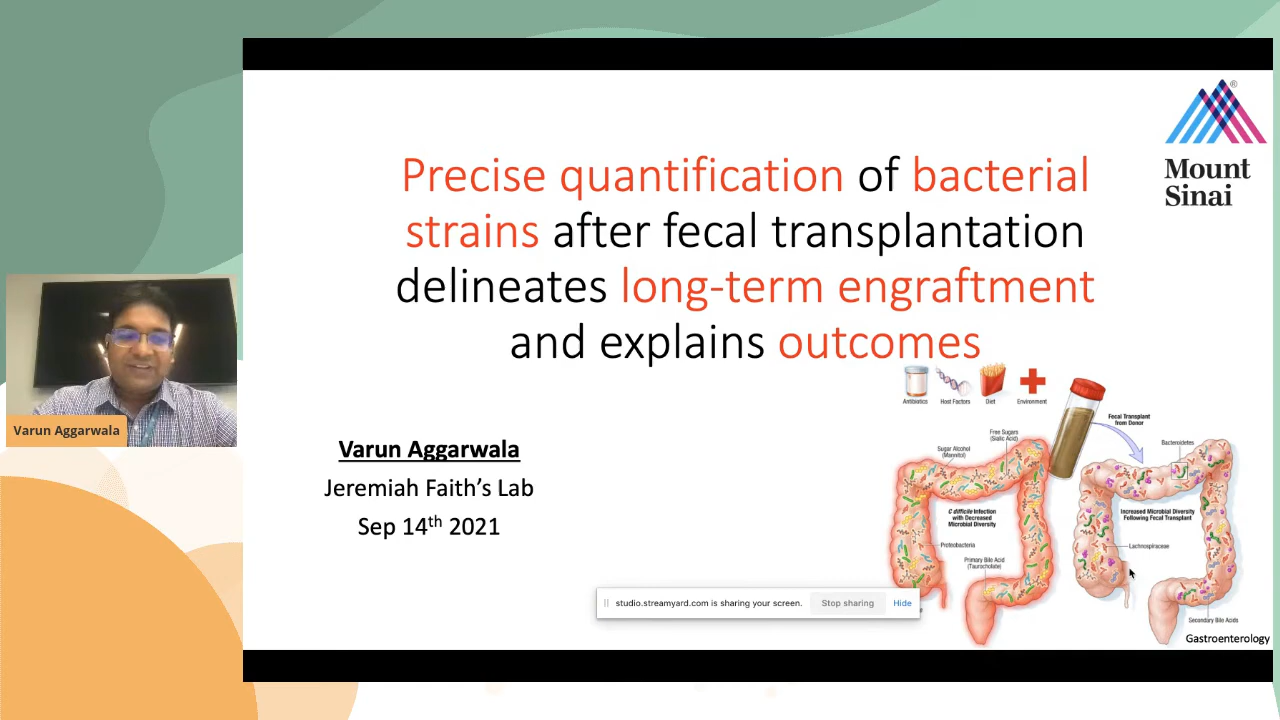 Precise quantification of bacterial
strains after fecal transplantation
delineates long-term engraftment
and explains outcomes
Mount
Sinai
®
Varun Aggarwala
Varun Aggarwala
Jeremiah Faith's Lab
Sep 14th 2021
Antibiotics
Host Factors
Diet
Environment
Fecal Transplant
from Donor
Free Sugars
(Sialic Acid)
Sugar Alcohol
(Mannitol)
Bacteroidetes
C difficile Infection
with Decreased
Microbial Diversity
Increased Microbial Diversity
Following Fecal Transplant
Proteobacteria
Lachnospiraceae
Primary Bile Acid
(Taurocholate)
Secondary Bile Acids
Gastroenterology
studio.streamyard.com is sharing your screen.
Stop sharing
Hide